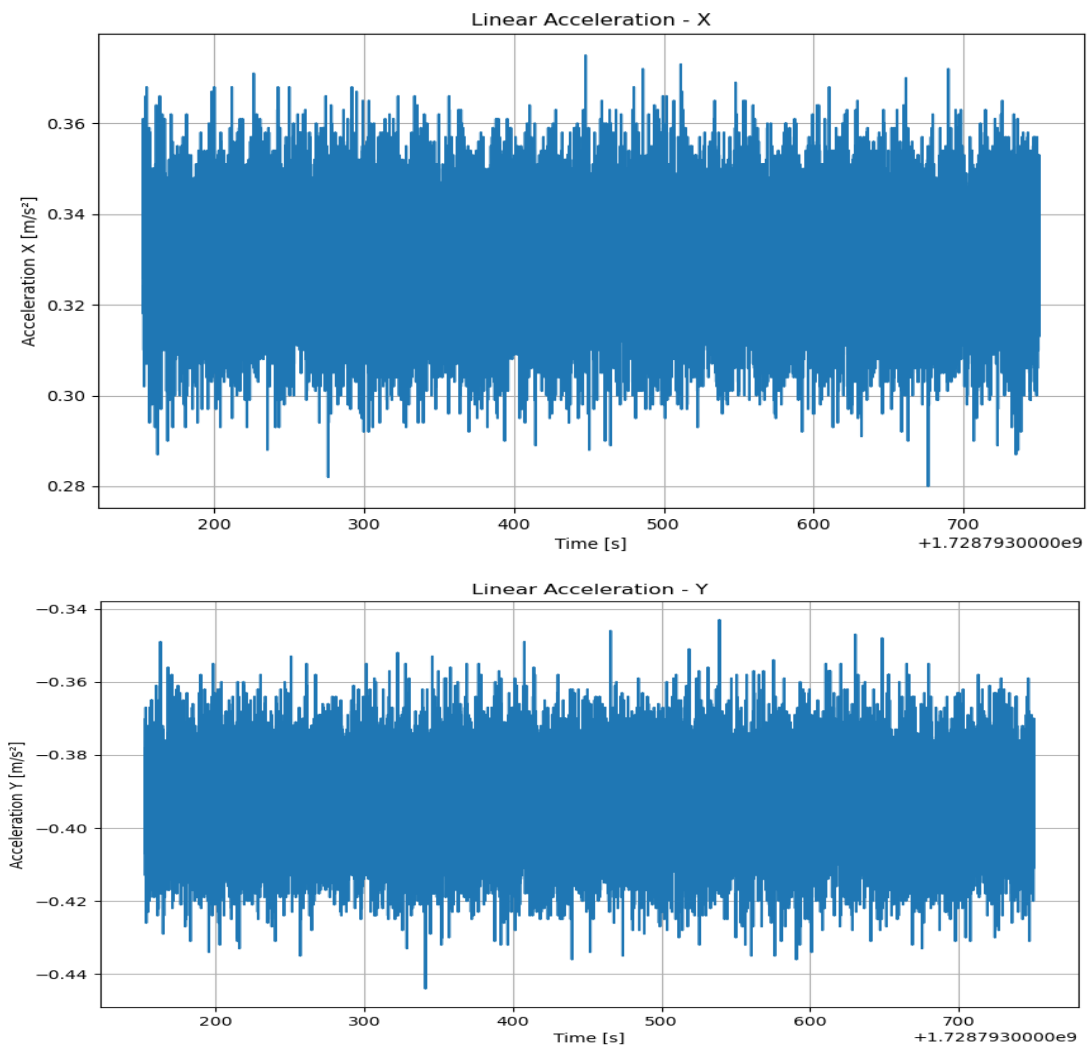 Linear Acceleration - X
Acceleration X [m/s²]
0.36
0.34
0.32
0.30
0.28
200 300 400 500 600 700
Time [s]
+1.7287930000e9
Linear Acceleration - Y
Acceleration Y [m/s²]
−0.34
−0.36
−0.38
−0.40
−0.42
−0.44
200 300 400 500 600 700
Time [s]
+1.7287930000e9